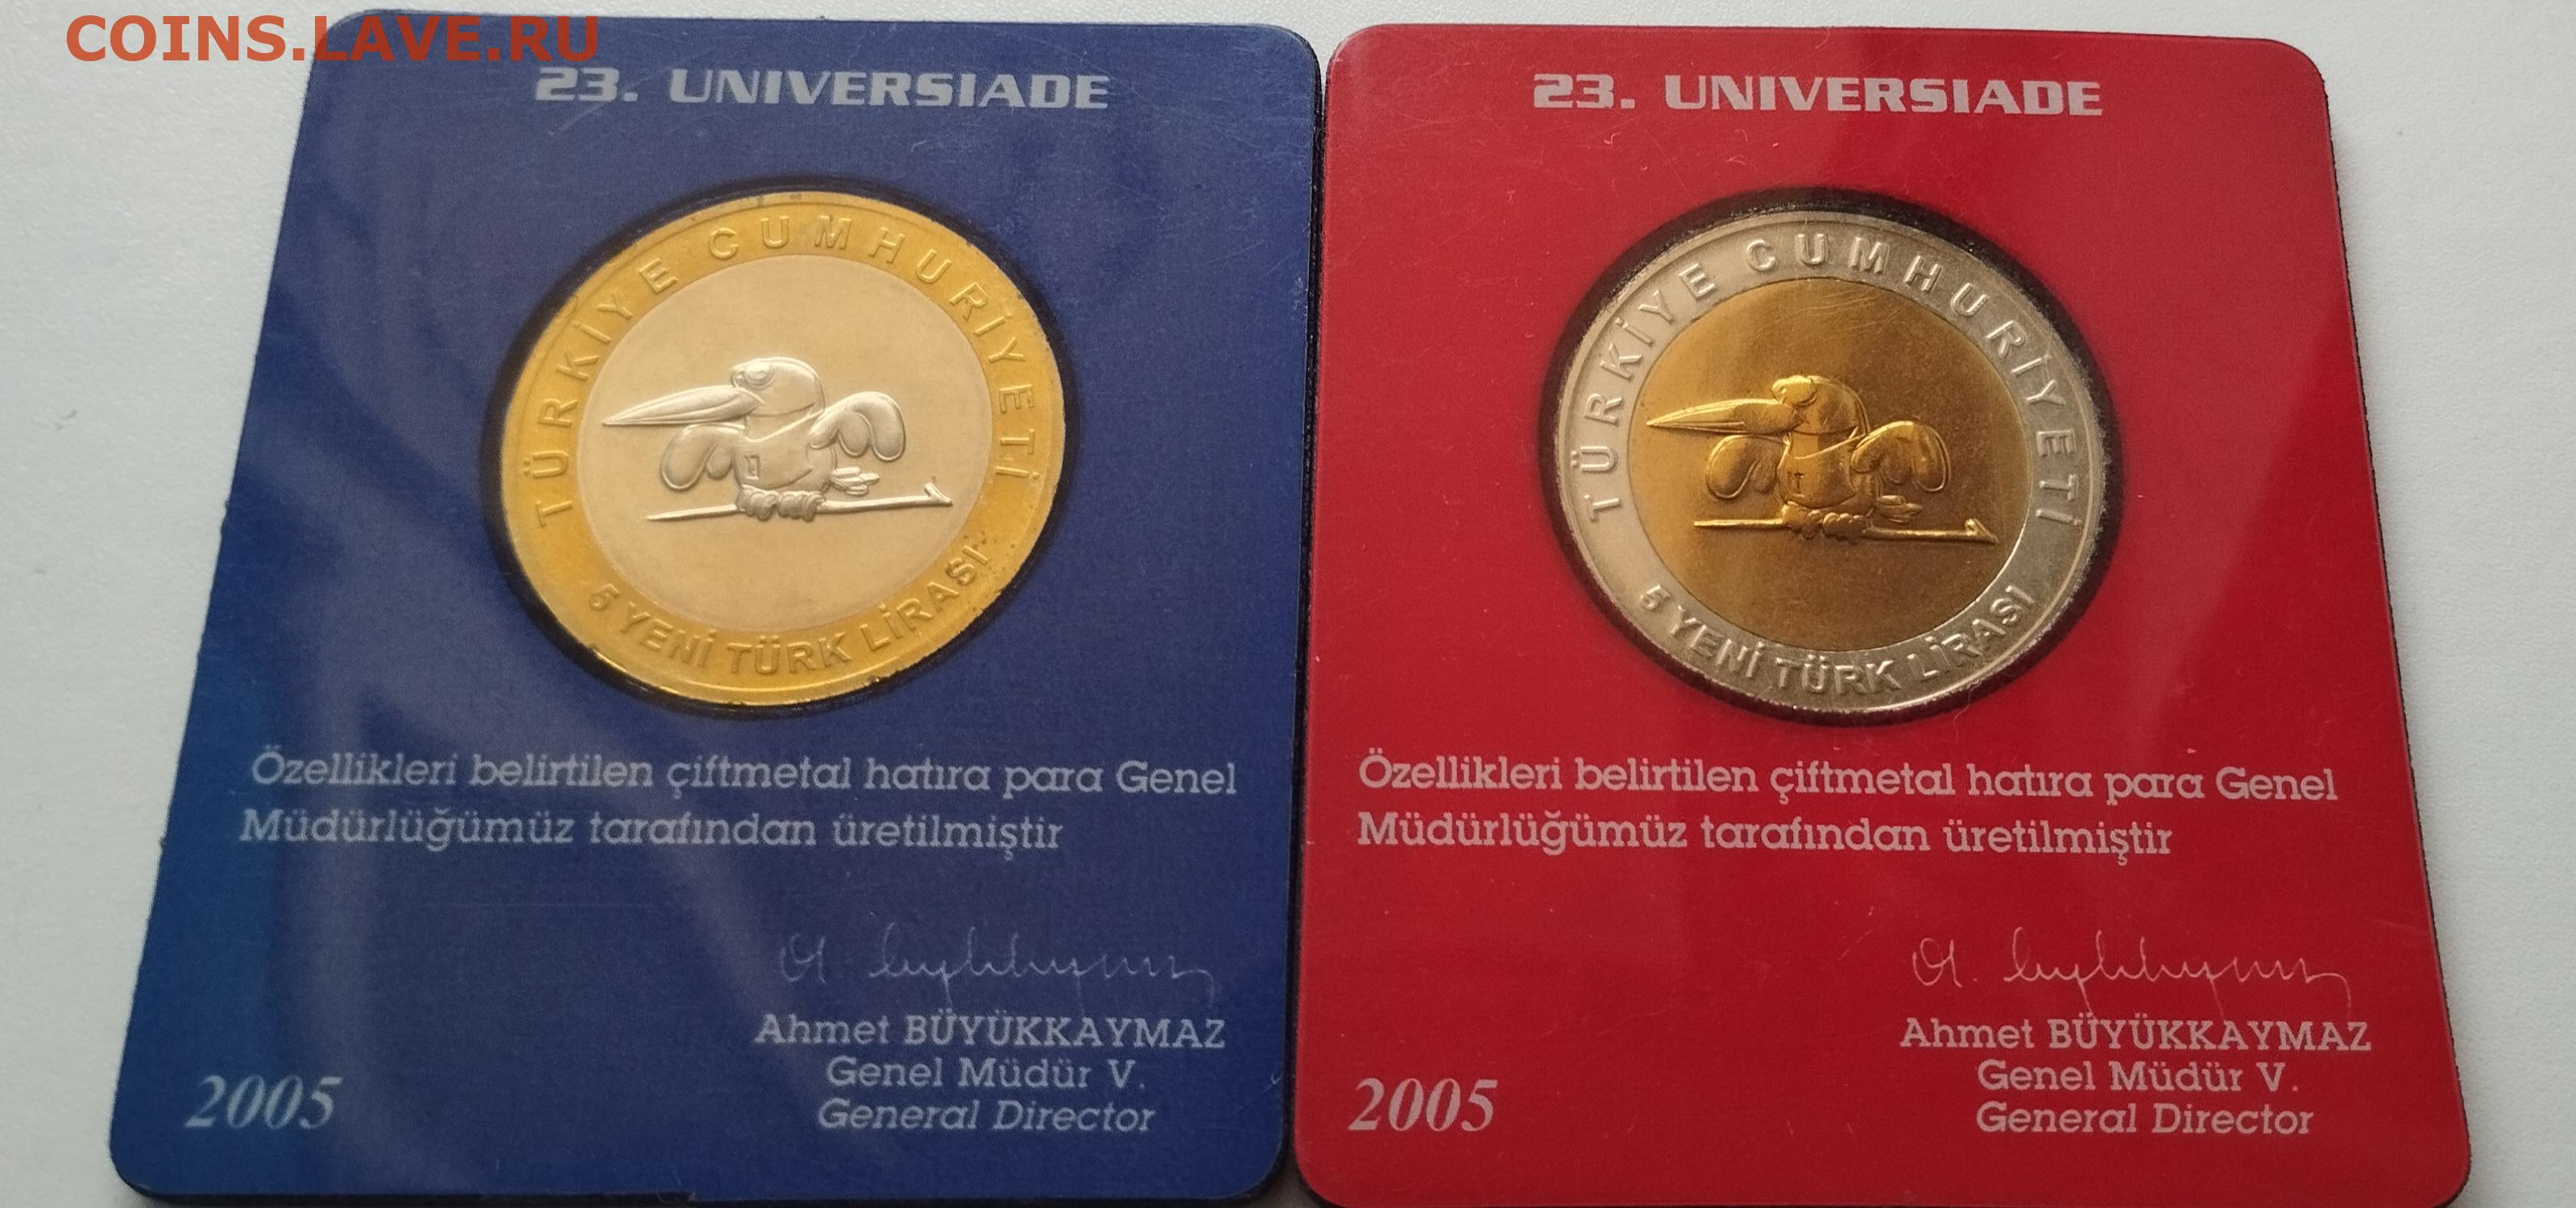 COINS.LAVE.RU
23. UNIVERSIADE
TÜRKİYE CUMHURİYETİ
5 YENİ TÜRK LİRASI
Özellikleri belirtilen çiftmetal hatıra para Genel
Müdürlüğümüz tarafından üretilmiştir
Ahmet BÜYÜKKAYMAZ
Genel Müdür V.
General Director
2005
23. UNIVERSIADE
TÜRKİYE CUMHURİYETİ
5 YENİ TÜRK LİRASI
Özellikleri belirtilen çiftmetal hatıra para Genel
Müdürlüğümüz tarafından üretilmiştir
Ahmet BÜYÜKKAYMAZ
Genel Müdür V.
General Director
2005